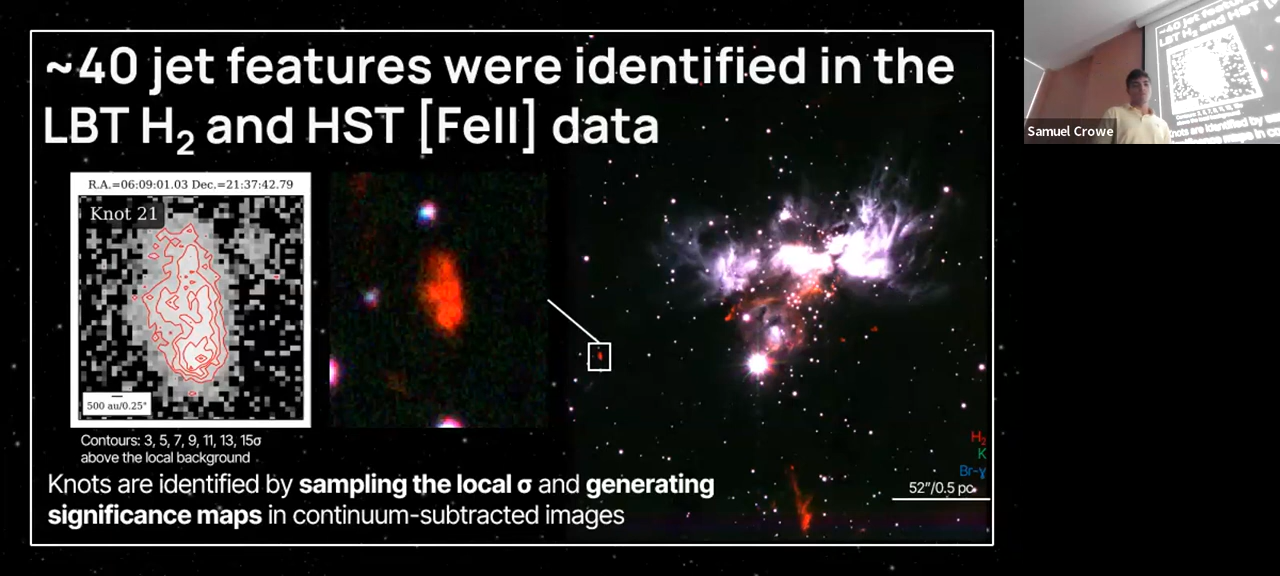 ~40 jet features were identified in the
LBT H₂ and HST [FeII] data
R.A.=06:09:01.03 Dec.=21:37:42.79
Knot 21
500 au/0.25"
Contours: 3, 5, 7, 9, 11, 13, 15σ
above the local background
H₂
K
Br-γ
52"/0.5 pc
Knots are identified by sampling the local σ and generating
significance maps in continuum-subtracted images
Samuel Crowe